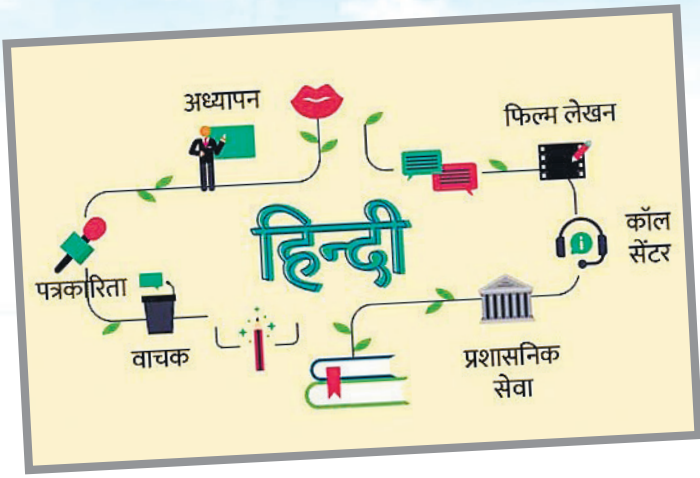 अध्यापन
फिल्म लेखन
हिन्दी
कॉल
सेंटर
पत्रकारिता
वाचक
प्रशासनिक
सेवा